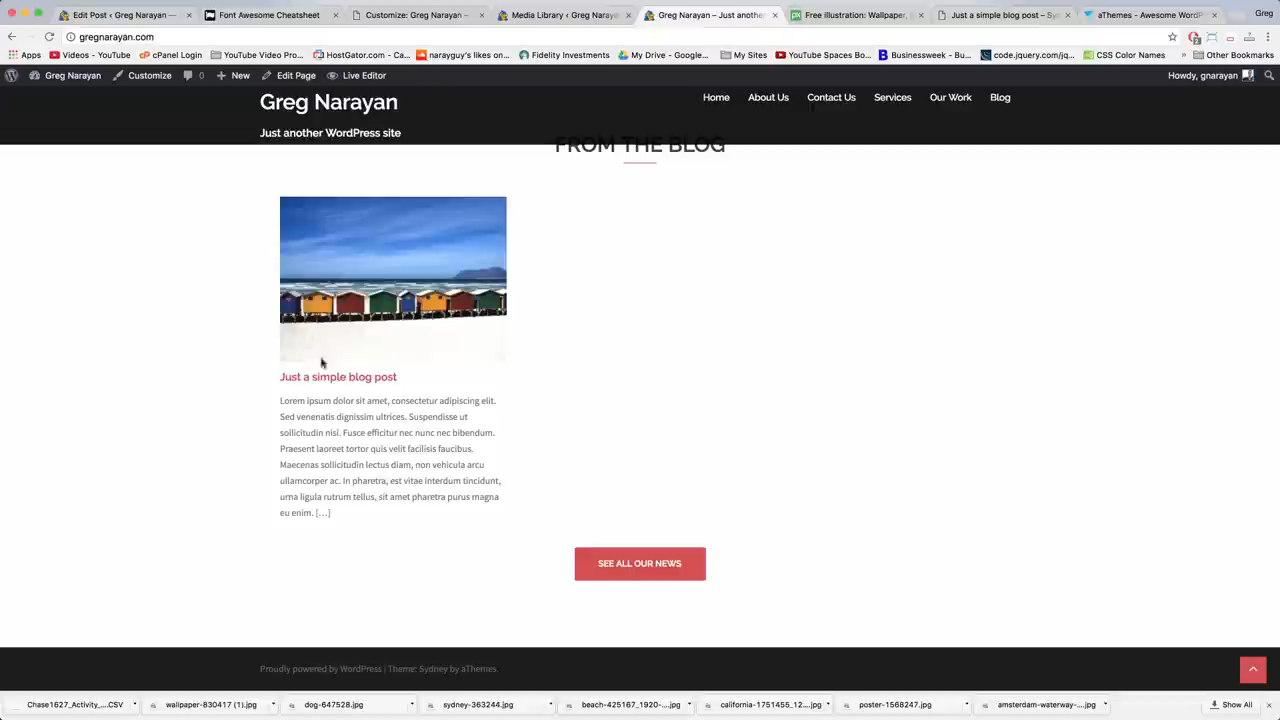 Edit Page ‹ Greg Narayan —
Font Awesome Cheatsheet
Customize: Greg Narayan -
Media Library ‹ Greg Naraya
Greg Narayan – Just anothe
Free illustration: Wallpaper,
Just a simple blog post – Sy
aThemes - Awesome WordP
Greg
gregnarayan.com
Apps
Videos - YouTube
cPanel Login
YouTube Video Pro...
HostGator.com - Ca...
narayguy's likes on...
Fidelity Investments
My Drive - Google...
My Sites
YouTube Spaces Bo...
Businessweek - Bu...
code.jquery.com/jq...
CSS Color Names
Other Bookmarks
Greg Narayan
Customize
0
New
Edit Page
Live Editor
Howdy, gnarayan
Greg Narayan
Home
About Us
Contact Us
Services
Our Work
Blog
Just another WordPress site
FROM THE BLOG
Just a simple blog post
Lorem ipsum dolor sit amet, consectetur adipiscing elit.
Sed venenatis dignissim ultrices. Suspendisse ut
sollicitudin nisi. Fusce efficitur nec nunc nec bibendum.
Praesent laoreet tortor quis velit facilisis faucibus.
Maecenas sollicitudin lectus diam, non vehicula arcu
ullamcorper ac. In pharetra, est vitae interdum tincidunt,
urna ligula rutrum tellus, sit amet pharetra purus magna
eu enim. […]
SEE ALL OUR NEWS
Proudly powered by WordPress | Theme: Sydney by aThemes.
Chase1627_Activity_....CSV
wallpaper-830417 (1).jpg
dog-647528.jpg
sydney-363244.jpg
beach-425167_1920-...jpg
california-1751455_12...jpg
poster-1568247.jpg
amsterdam-waterway-...jpg
Show All